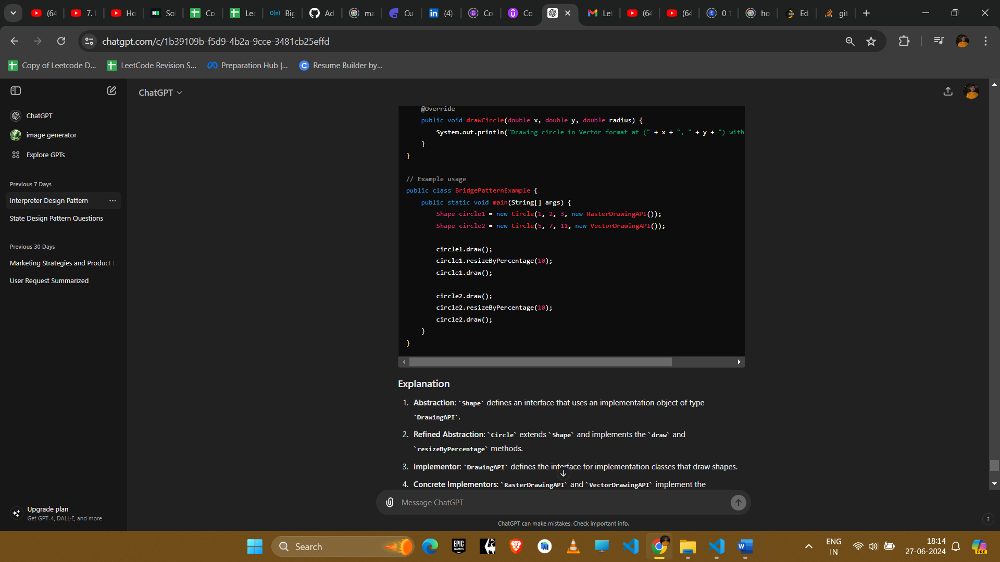 (64
7.
Ho
So
Co
Lee
O(n) Big
Ad
ma
Cu
(4)
Co
Co
Let
(64
(64
0 1
ho
Ed
git
chatgpt.com/c/1b39109b-f5d9-4b2a-9cce-3481cb25effd
Copy of Leetcode D...
LeetCode Revision S...
Preparation Hub |...
Resume Builder by...
ChatGPT
ChatGPT
image generator
Explore GPTs
Previous 7 Days
Interpreter Design Pattern
State Design Pattern Questions
Previous 30 Days
Marketing Strategies and Product
User Request Summarized
Upgrade plan
Get GPT-4, DALL·E, and more
@Override
public void drawCircle(double x, double y, double radius) {
System.out.println("Drawing circle in Vector format at (" + x + ", " + y + ") with
}
}
// Example usage
public class BridgePatternExample {
public static void main(String[] args) {
Shape circle1 = new Circle(1, 2, 3, new RasterDrawingAPI());
Shape circle2 = new Circle(5, 7, 11, new VectorDrawingAPI());
circle1.draw();
circle1.resizeByPercentage(10);
circle1.draw();
circle2.draw();
circle2.resizeByPercentage(10);
circle2.draw();
}
}
Explanation
1. Abstraction: `Shape` defines an interface that uses an implementation object of type
`DrawingAPI`.
2. Refined Abstraction: `Circle` extends `Shape` and implements the `draw` and
`resizeByPercentage` methods.
3. Implementor: `DrawingAPI` defines the interface for implementation classes that draw shapes.
4. Concrete Implementors: `RasterDrawingAPI` and `VectorDrawingAPI` implement the
Message ChatGPT
ChatGPT can make mistakes. Check important info.
?
Search
EPIC GAMES
ENG
IN
18:14
27-06-2024
PRE